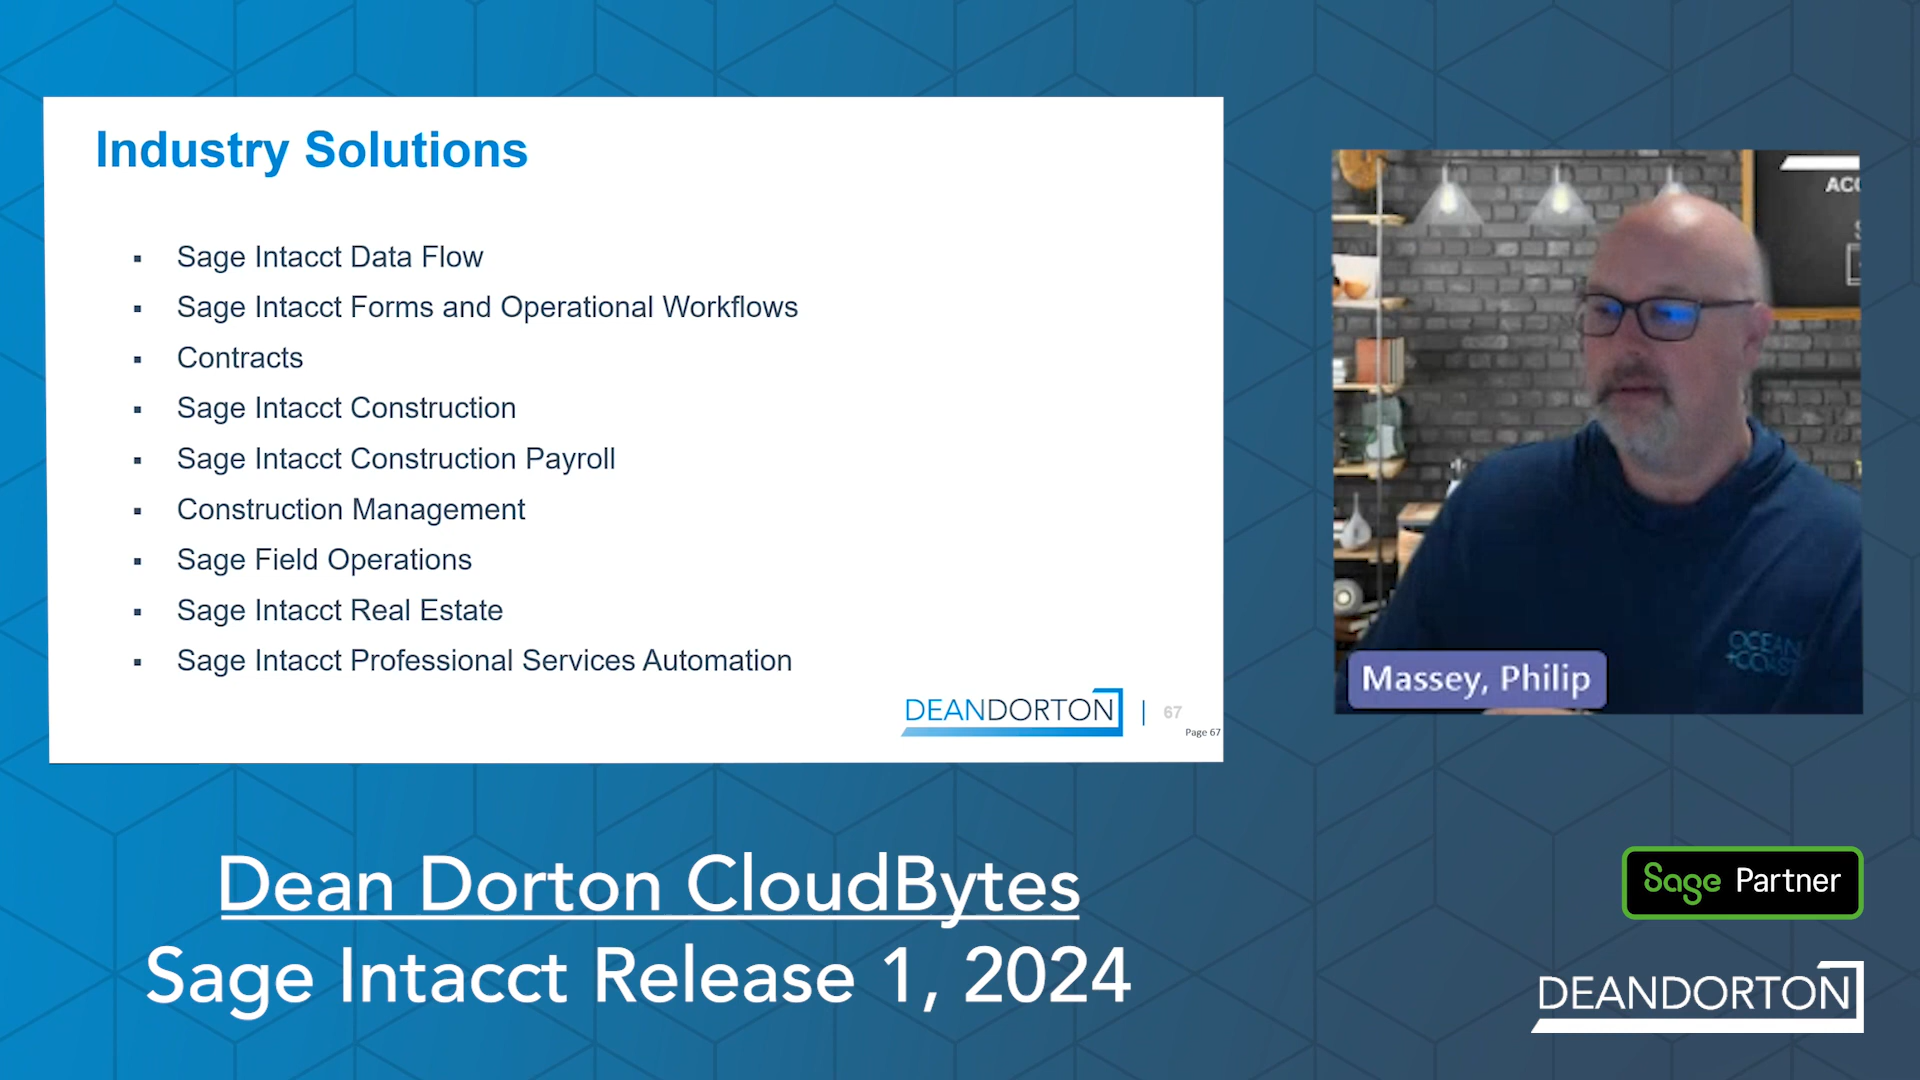 Industry Solutions
Sage Intacct Data Flow
Sage Intacct Forms and Operational Workflows
Contracts
Sage Intacct Construction
Sage Intacct Construction Payroll
Construction Management
Sage Field Operations
Sage Intacct Real Estate
Sage Intacct Professional Services Automation
DEANDORTON | 67
Page 67
OCEAN
+COAST
Massey, Philip
Dean Dorton CloudBytes
Sage Intacct Release 1, 2024
Sage Partner
DEANDORTON